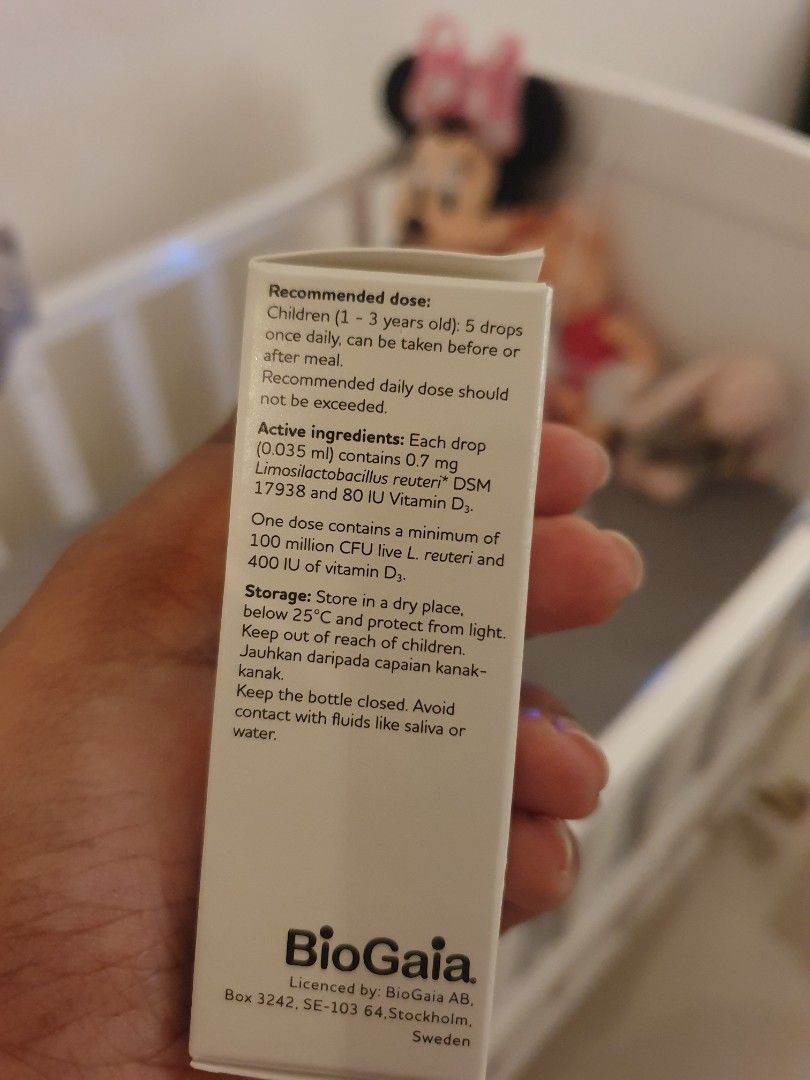 Recommended dose:
Children (1 - 3 years old): 5 drops
once daily, can be taken before or
after meal.
Recommended daily dose should
not be exceeded.
Active ingredients: Each drop
(0.035 ml) contains 0.7 mg
Limosilactobacillus reuteri* DSM
17938 and 80 IU Vitamin D₃.
One dose contains a minimum of
100 million CFU live L. reuteri and
400 IU of vitamin D₃.
Storage: Store in a dry place,
below 25°C and protect from light.
Keep out of reach of children.
Jauhkan daripada capaian kanak-
kanak.
Keep the bottle closed. Avoid
contact with fluids like saliva or
water.
BioGaia
Licenced by: BioGaia AB,
Box 3242, SE-103 64,Stockholm,
Sweden